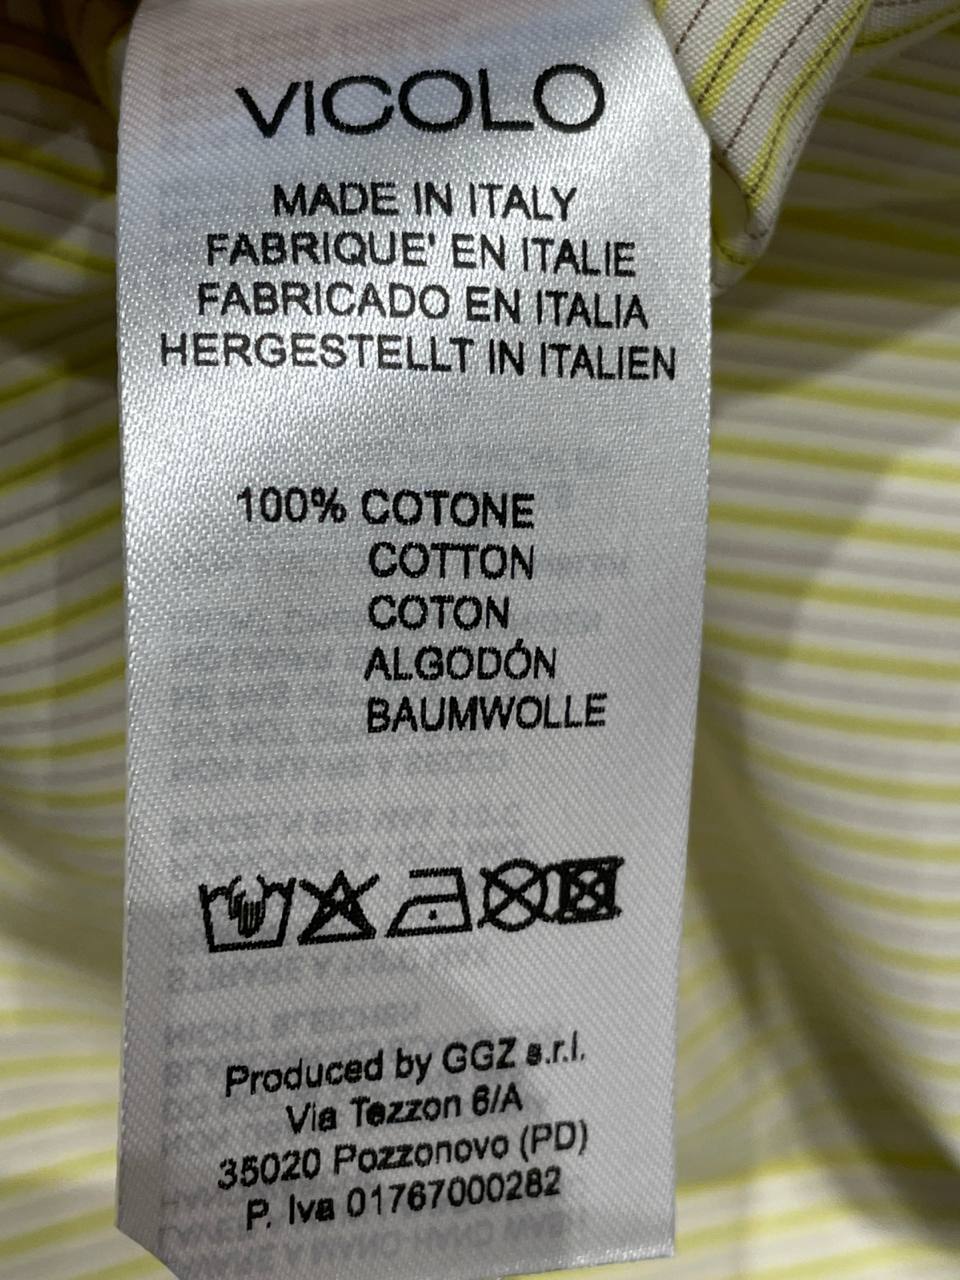 VICOLO
MADE IN ITALY
FABRIQUE' EN ITALIE
FABRICADO EN ITALIA
HERGESTELLT IN ITALIEN
100% COTONE
COTTON
COTON
ALGODÓN
BAUMWOLLE
Produced by GGZ s.r.l.
Via Tezzon 6/A
35020 Pozzonovo (PD)
P. Iva 01767000282